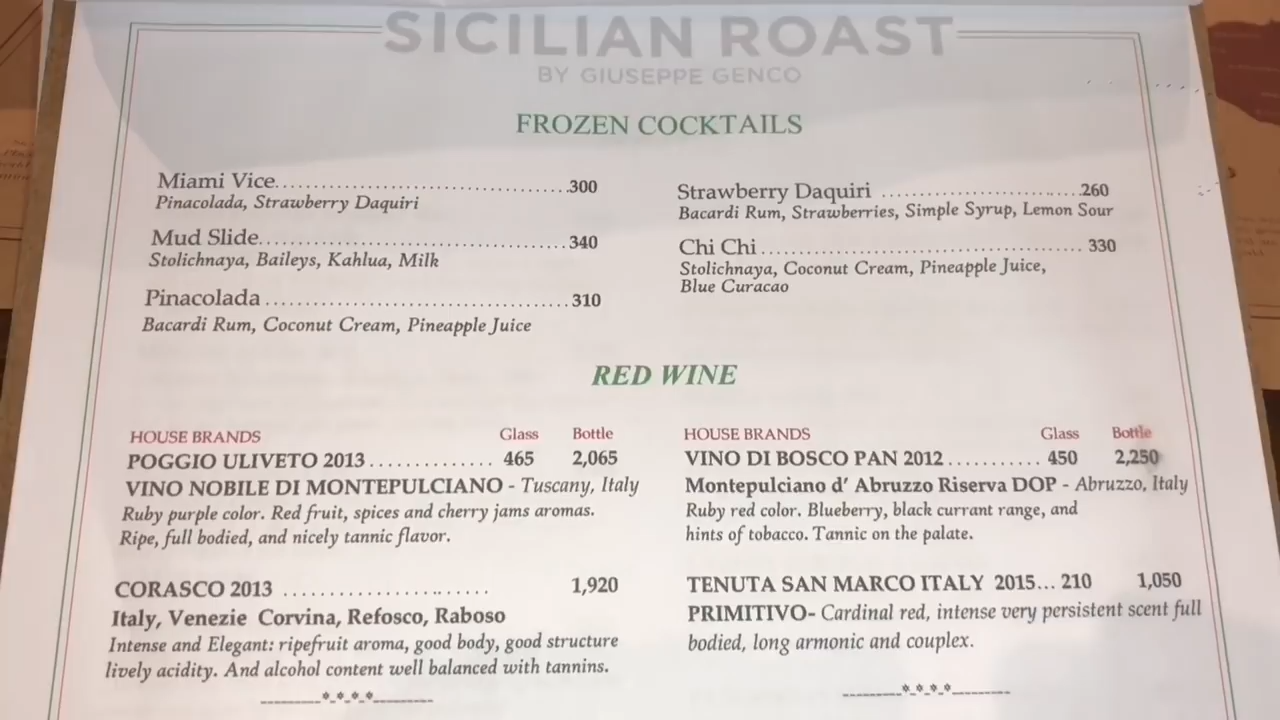 SICILIAN ROAST
BY GIUSEPPE GENCO
FROZEN COCKTAILS
Miami Vice..........................................300
Pinacolada, Strawberry Daquiri
Mud Slide............................................340
Stolichnaya, Baileys, Kahlua, Milk
Pinacolada...........................................310
Bacardi Rum, Coconut Cream, Pineapple Juice
Strawberry Daquiri ............................260
Bacardi Rum, Strawberries, Simple Syrup, Lemon Sour
Chi Chi............................................ 330
Stolichnaya, Coconut Cream, Pineapple Juice,
Blue Curacao
RED WINE
HOUSE BRANDS Glass Bottle
POGGIO ULIVETO 2013.............. 465 2,065
VINO NOBILE DI MONTEPULCIANO - Tuscany, Italy
Ruby purple color. Red fruit, spices and cherry jams aromas.
Ripe, full bodied, and nicely tannic flavor.
CORASCO 2013 ........................ 1,920
Italy, Venezie Corvina, Refosco, Raboso
Intense and Elegant: ripefruit aroma, good body, good structure
lively acidity. And alcohol content well balanced with tannins.
_________*_*_*_*_________
HOUSE BRANDS Glass Bottle
VINO DI BOSCO PAN 2012........... 450 2,250
Montepulciano d' Abruzzo Riserva DOP - Abruzzo, Italy
Ruby red color. Blueberry, black currant range, and
hints of tobacco. Tannic on the palate.
TENUTA SAN MARCO ITALY 2015... 210 1,050
PRIMITIVO- Cardinal red, intense very persistent scent full
bodied, long armonic and couplex.
_________*_*_*_*_________